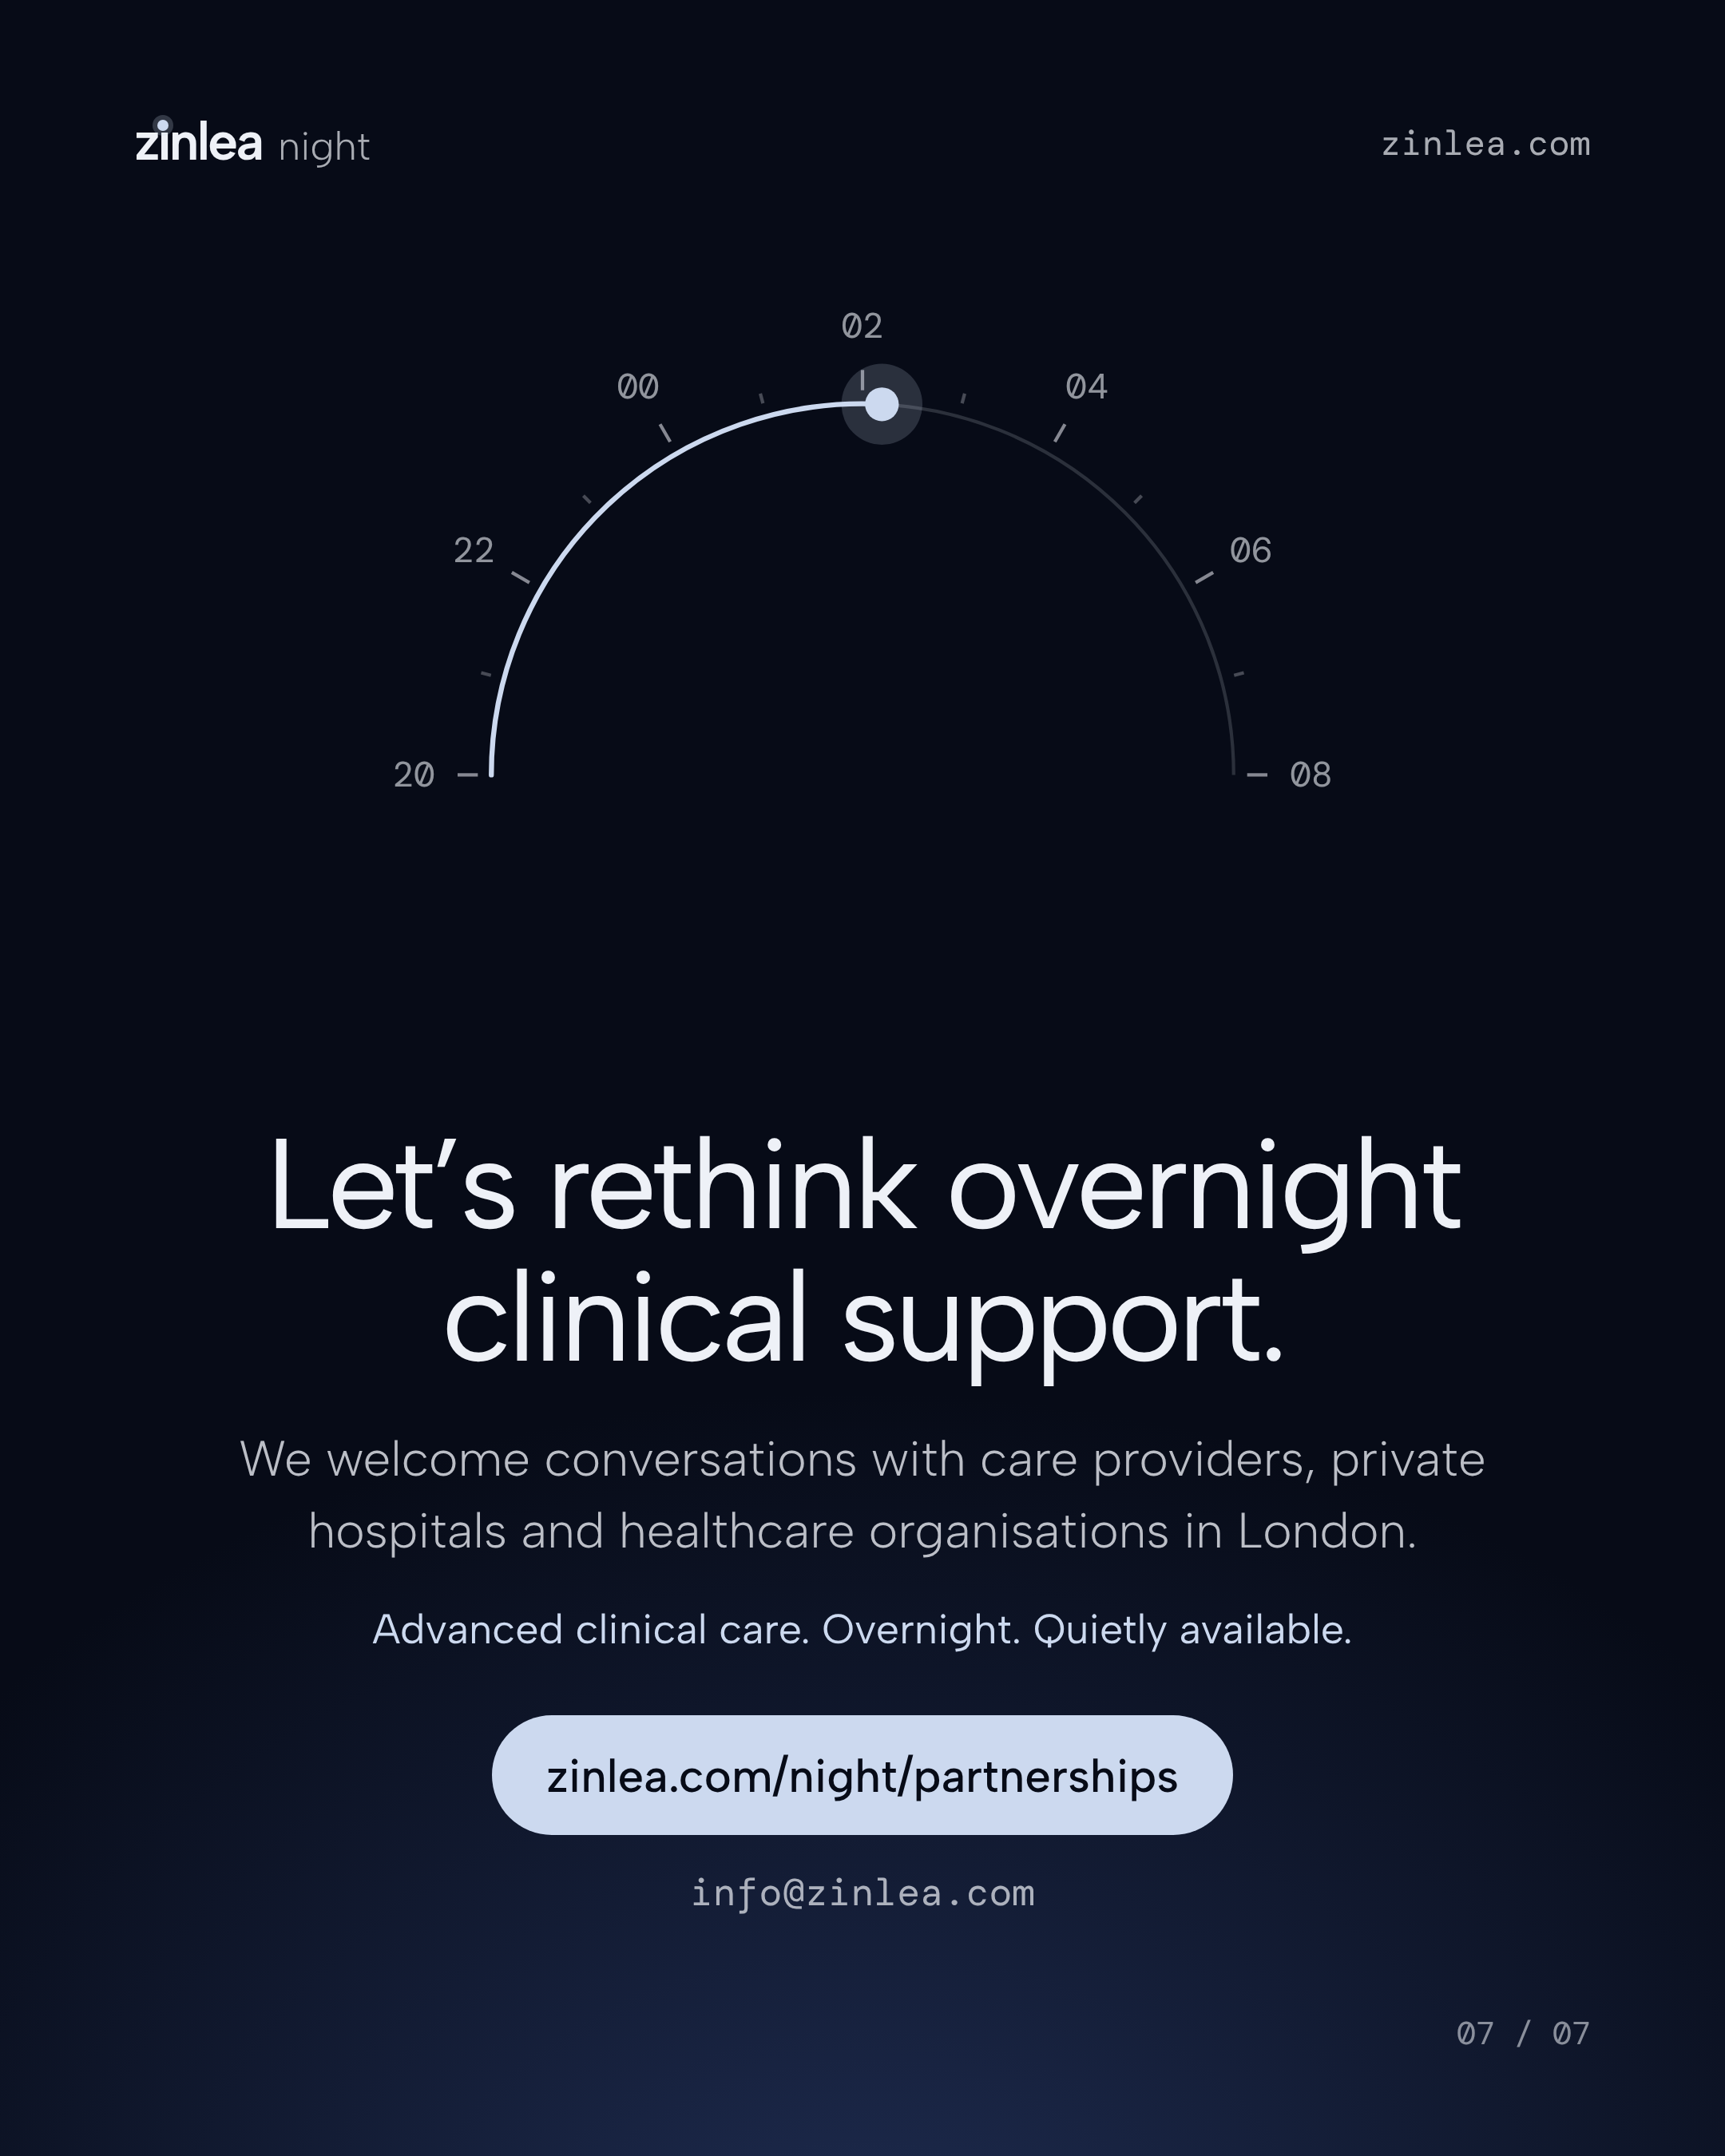 zinlea night
zinlea.com
02
00
04
22
06
20
08
Let’s rethink overnight
clinical support.
We welcome conversations with care providers, private
hospitals and healthcare organisations in London.
Advanced clinical care. Overnight. Quietly available.
zinlea.com/night/partnerships
info@zinlea.com
07 / 07